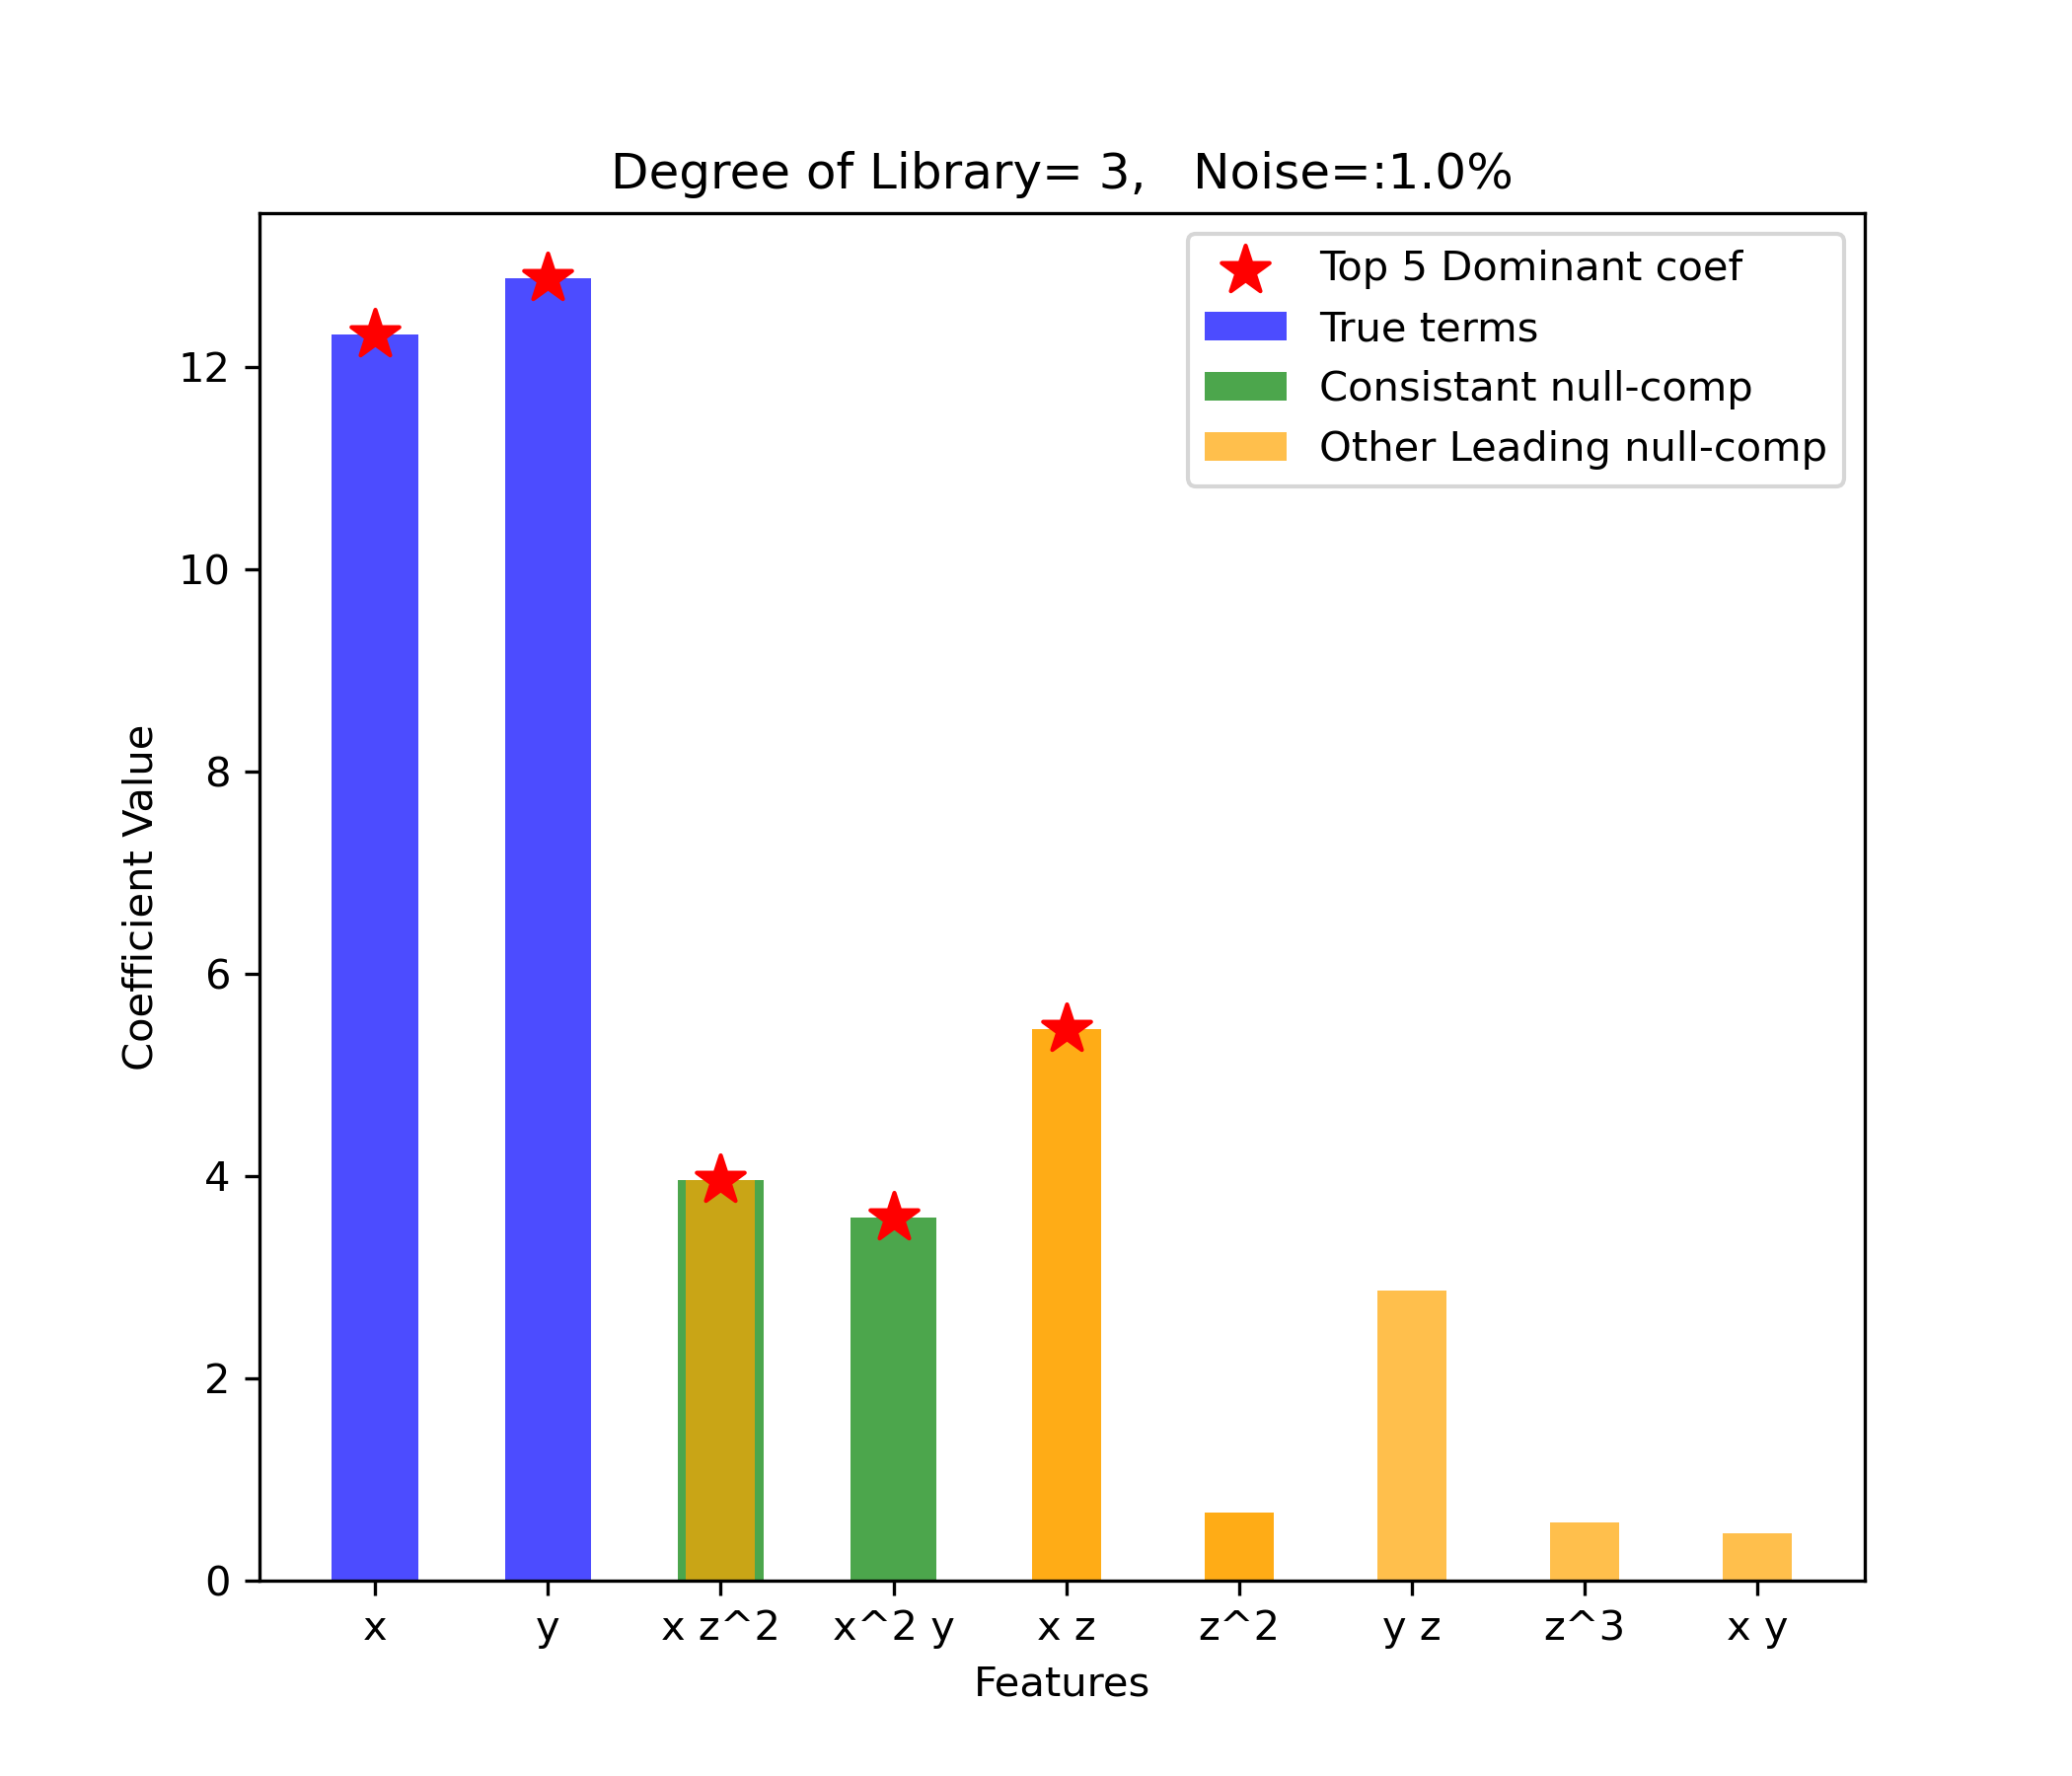 Degree of Library= 3,   Noise=:1.0%
Top 5 Dominant coef
True terms
Consistant null-comp
Other Leading null-comp
Coefficient Value
12
10
8
6
4
2
0
x y x z^2 x^2 y x z z^2 y z z^3 x y
Features